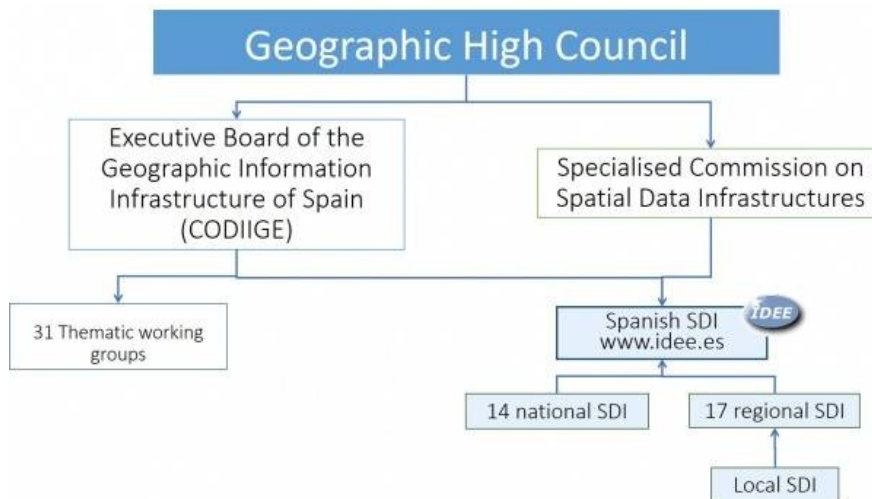 Geographic High Council
Executive Board of the
Geographic Information
Infrastructure of Spain
(CODIIGE)
Specialised Commission on
Spatial Data Infrastructures
31 Thematic working
groups
Spanish SDI
www.idee.es
IDEE
14 national SDI
17 regional SDI
Local SDI